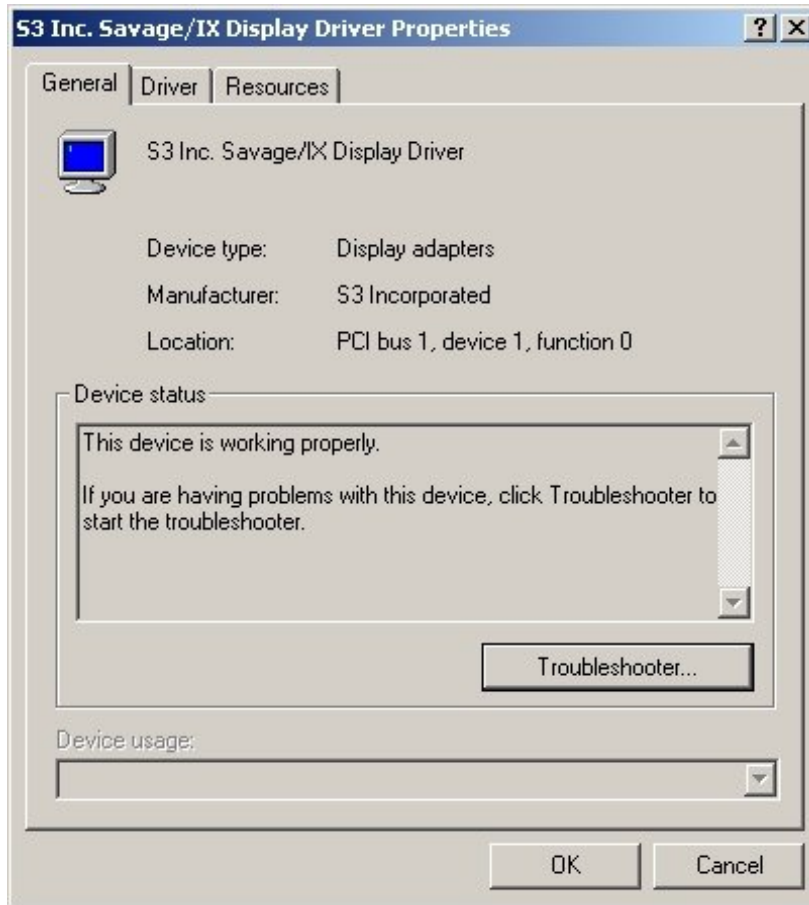 S3 Inc. Savage/IX Display Driver Properties
General Driver Resources
S3 Inc. Savage/IX Display Driver
Device type: Display adapters
Manufacturer: S3 Incorporated
Location: PCI bus 1, device 1, function 0
Device status
This device is working properly.
If you are having problems with this device, click Troubleshooter to
start the troubleshooter.
Troubleshooter...
Device usage:
OK Cancel